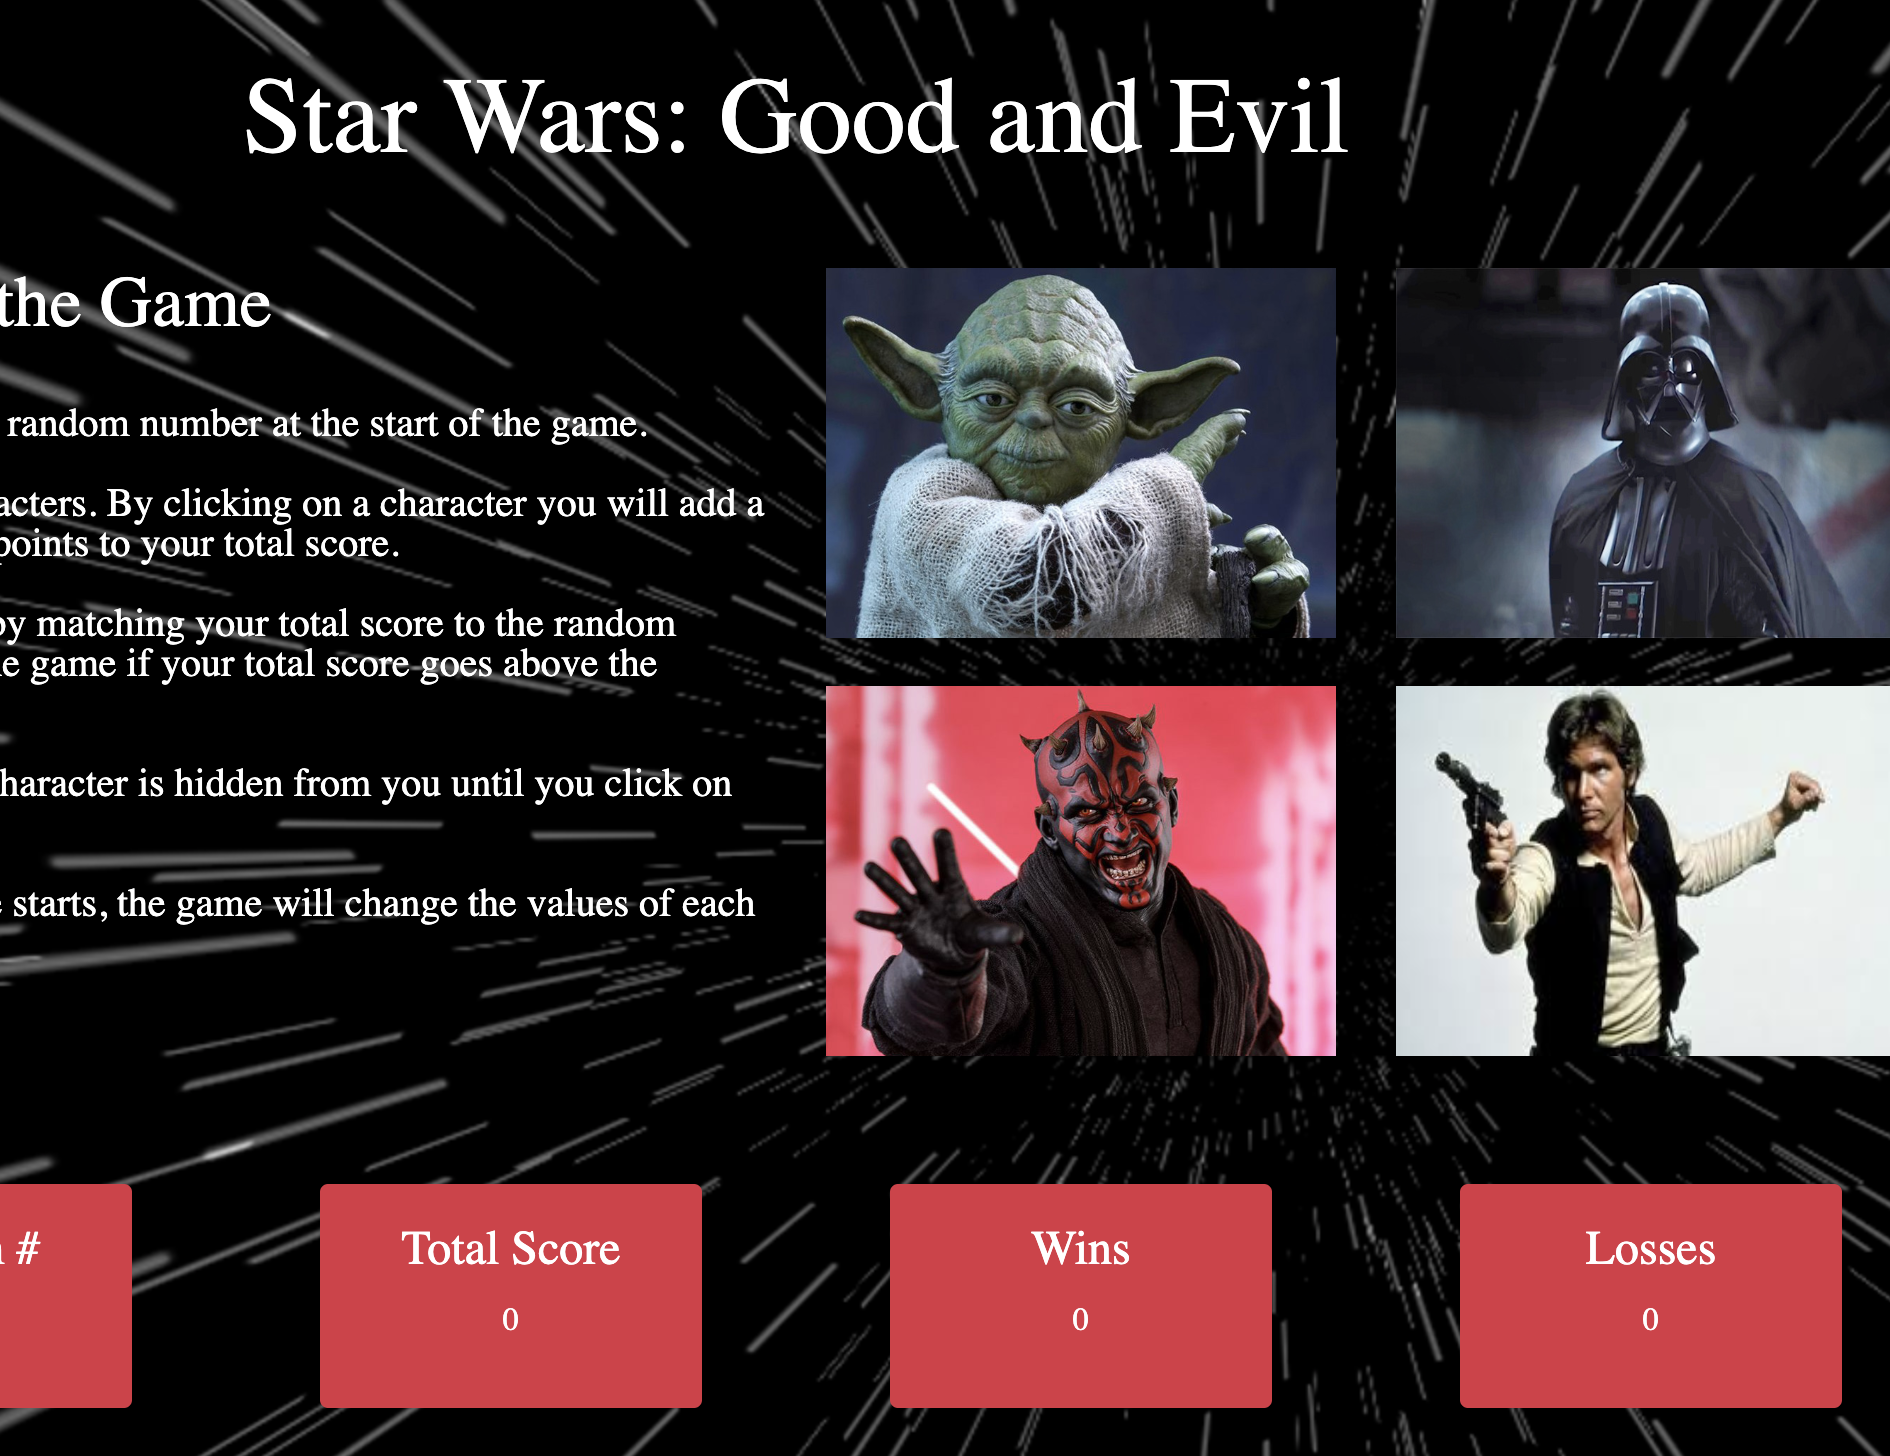 Star Wars: Good and Evil
the Game
random number at the start of the game.
acters. By clicking on a character you will add a
points to your total score.
by matching your total score to the random
e game if your total score goes above the
haracter is hidden from you until you click on
starts, the game will change the values of each
#
Total Score
Wins
Losses
0
0
0